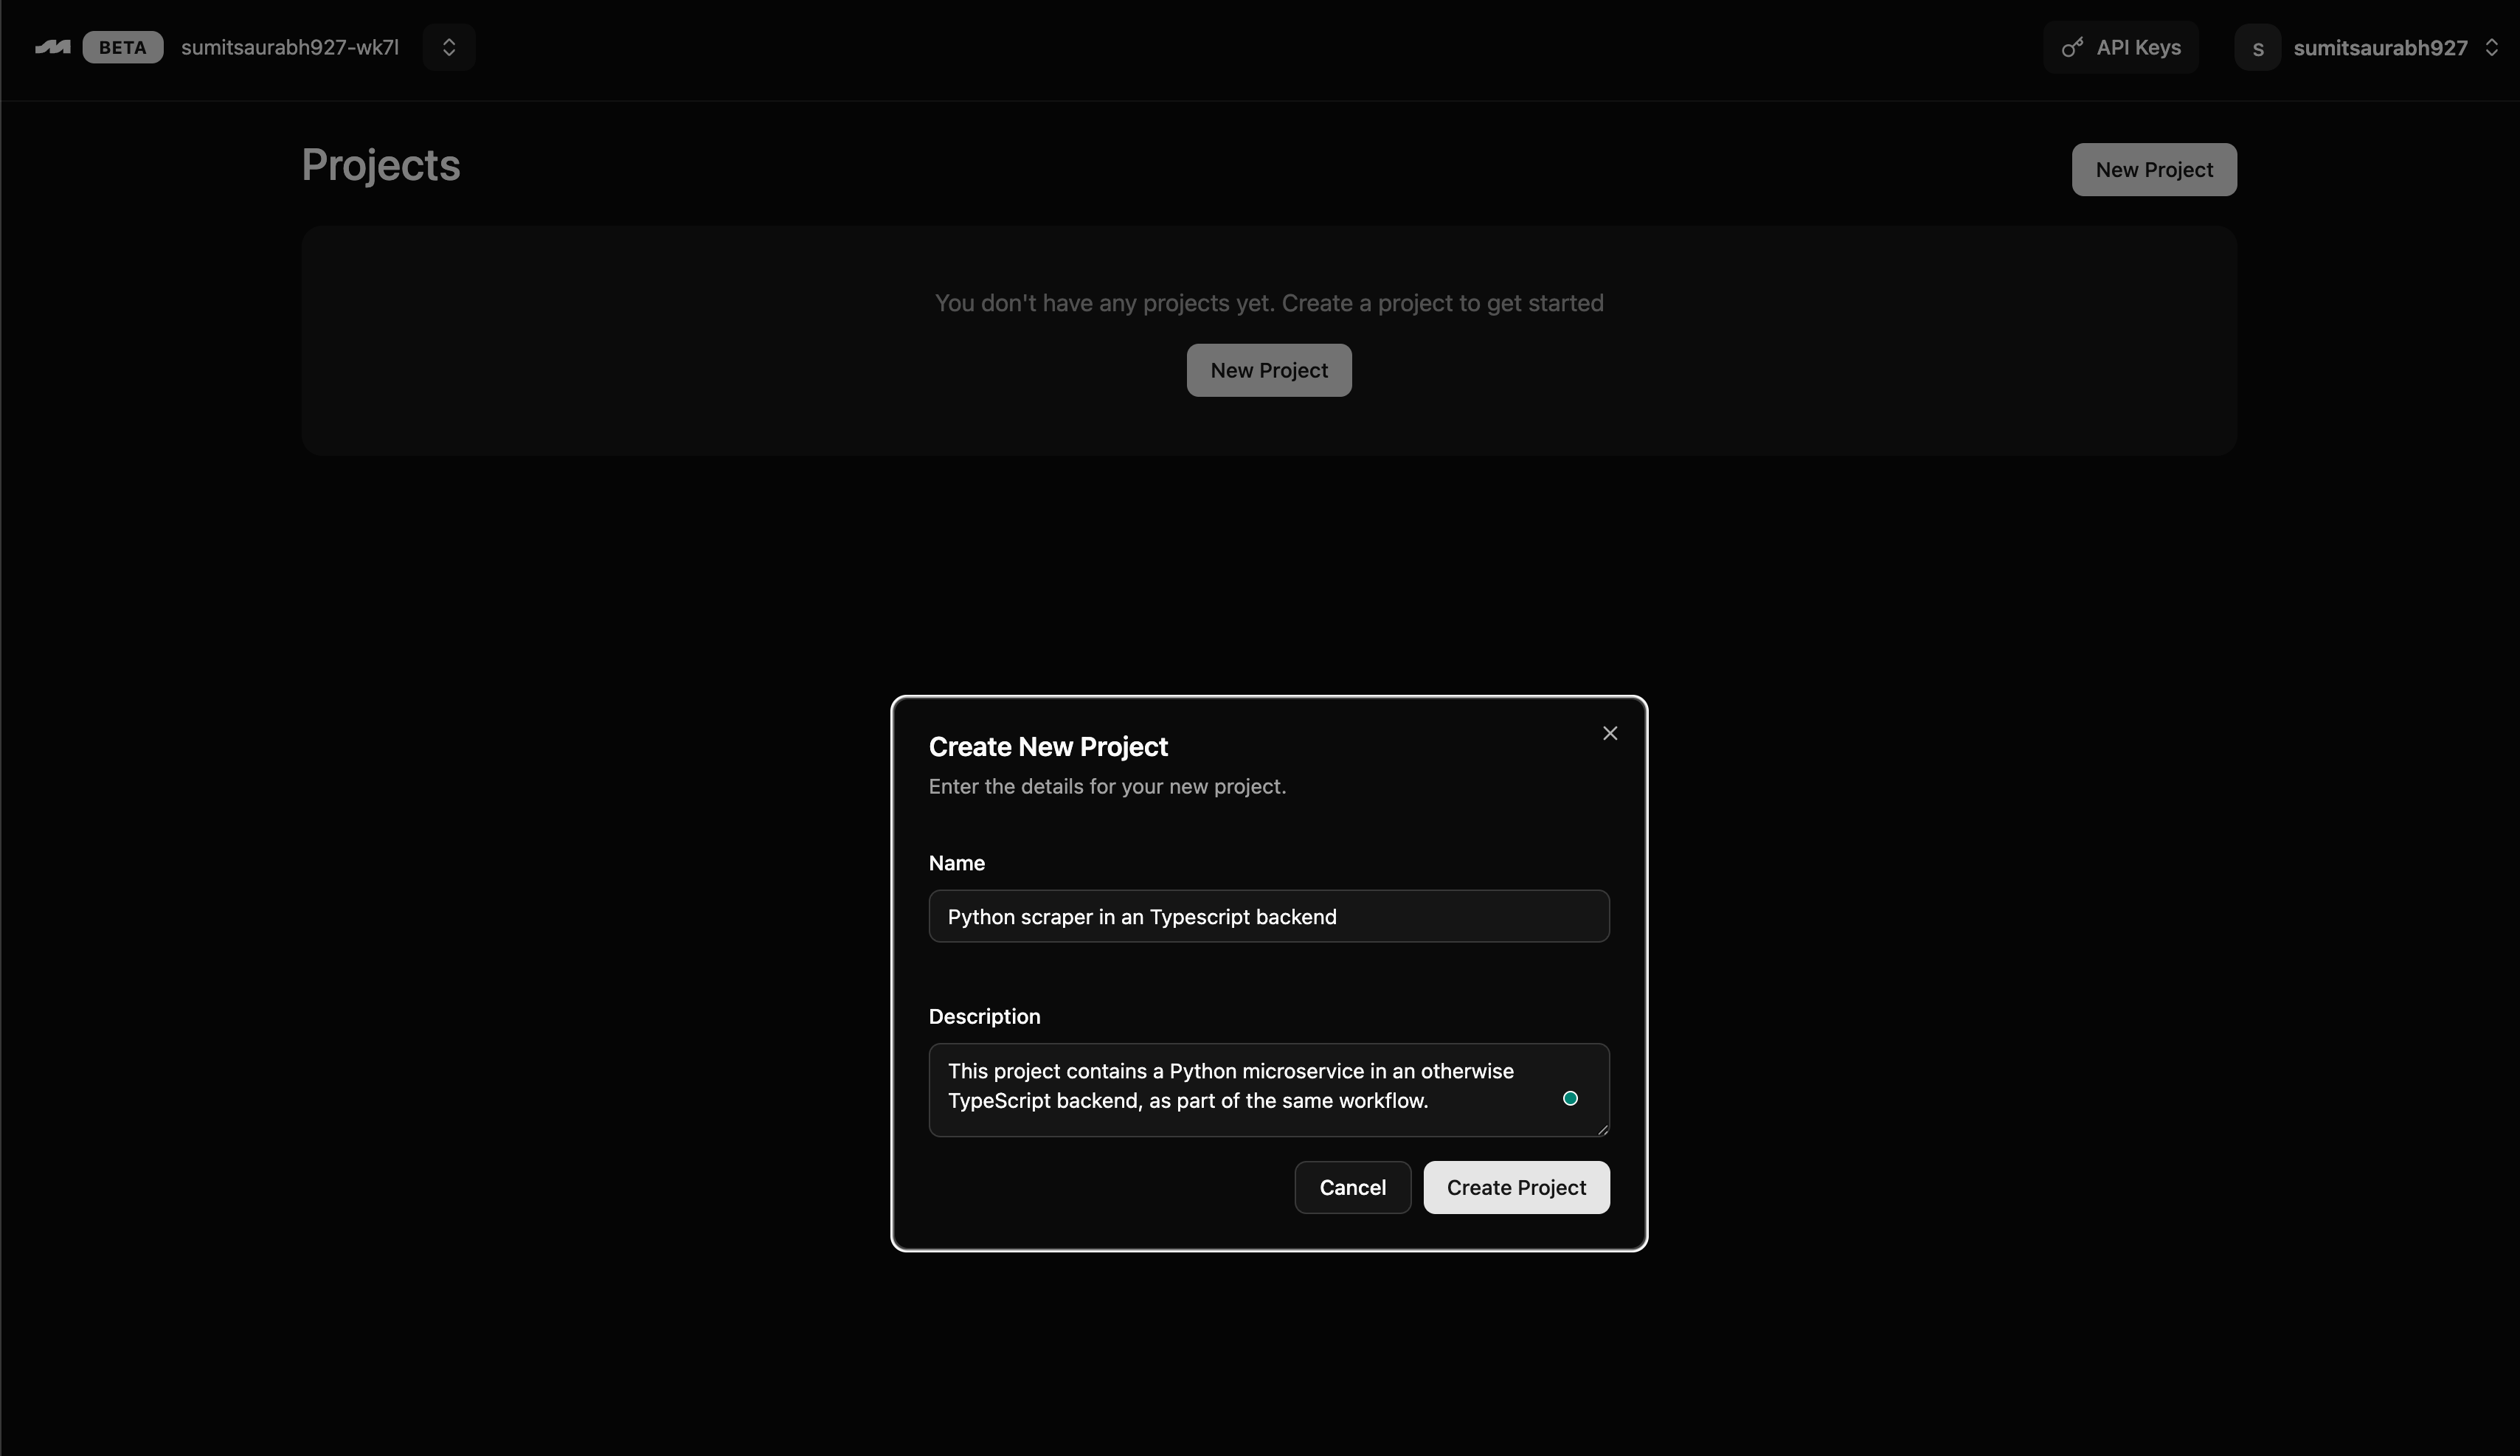 BETA
sumitsaurabh927-wk7l
API Keys
S
sumitsaurabh927
Projects
New Project
You don't have any projects yet. Create a project to get started
New Project
Create New Project
Enter the details for your new project.
Name
Python scraper in an Typescript backend
Description
This project contains a Python microservice in an otherwise
TypeScript backend, as part of the same workflow.
Cancel
Create Project